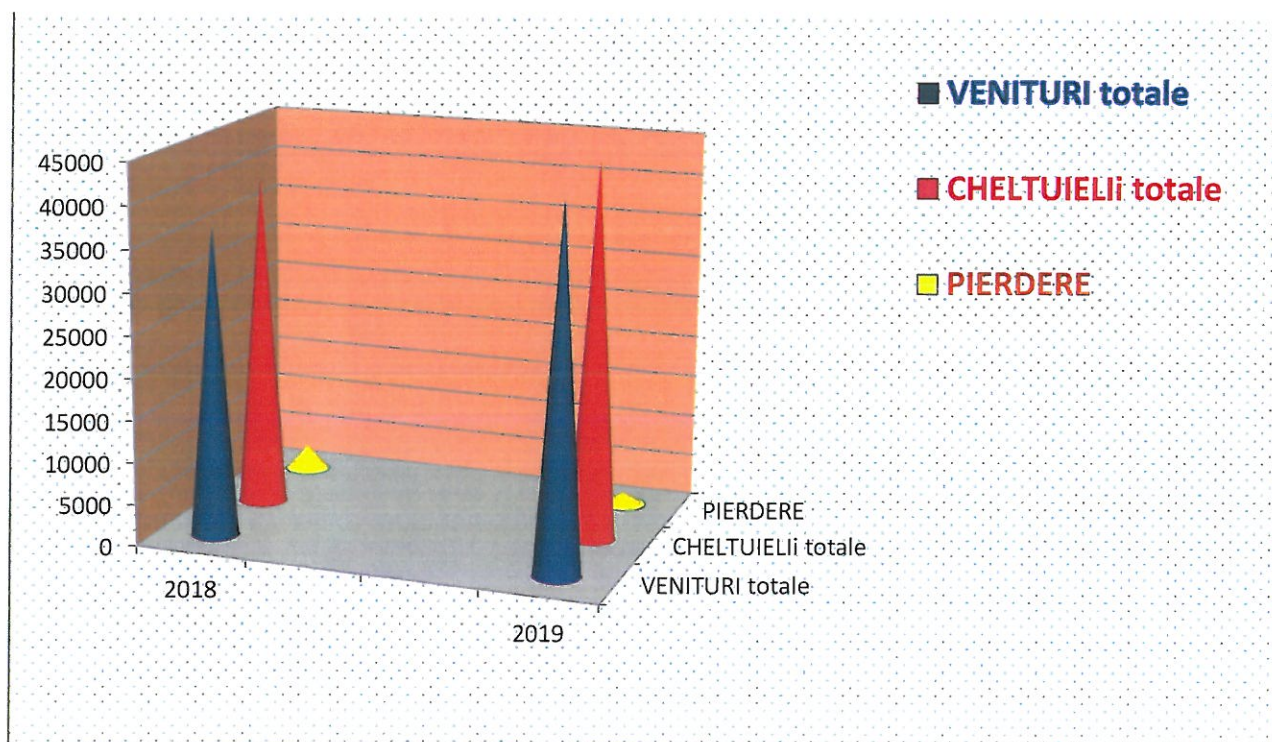 45000
40000
35000
30000
25000
20000
15000
10000
5000
0
2018
2019
PIERDERE
CHELTUIELIi totale
VENITURI totale
VENITURI totale
CHELTUIELIi totale
PIERDERE